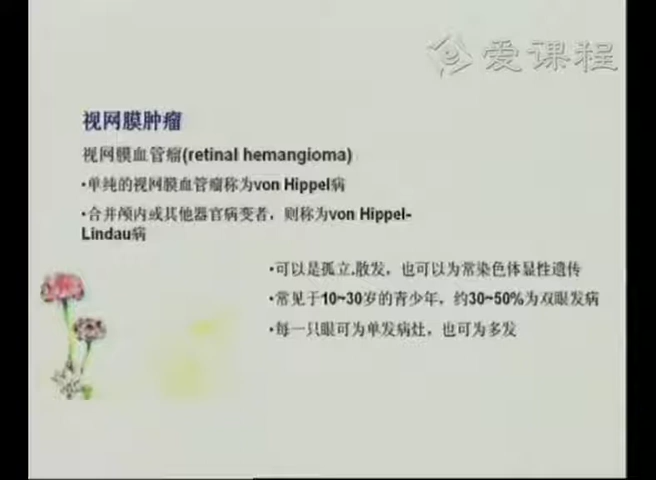 爱课程
视网膜肿瘤
视网膜血管瘤(retinal hemangioma)
•单纯的视网膜血管瘤称为von Hippel病
•合并颅内或其他器官病变者，则称为von Hippel-
Lindau病
•可以是孤立.散发，也可以为常染色体显性遗传
•常见于10~30岁的青少年，约30~50%为双眼发病
•每一只眼可为单发病灶，也可为多发